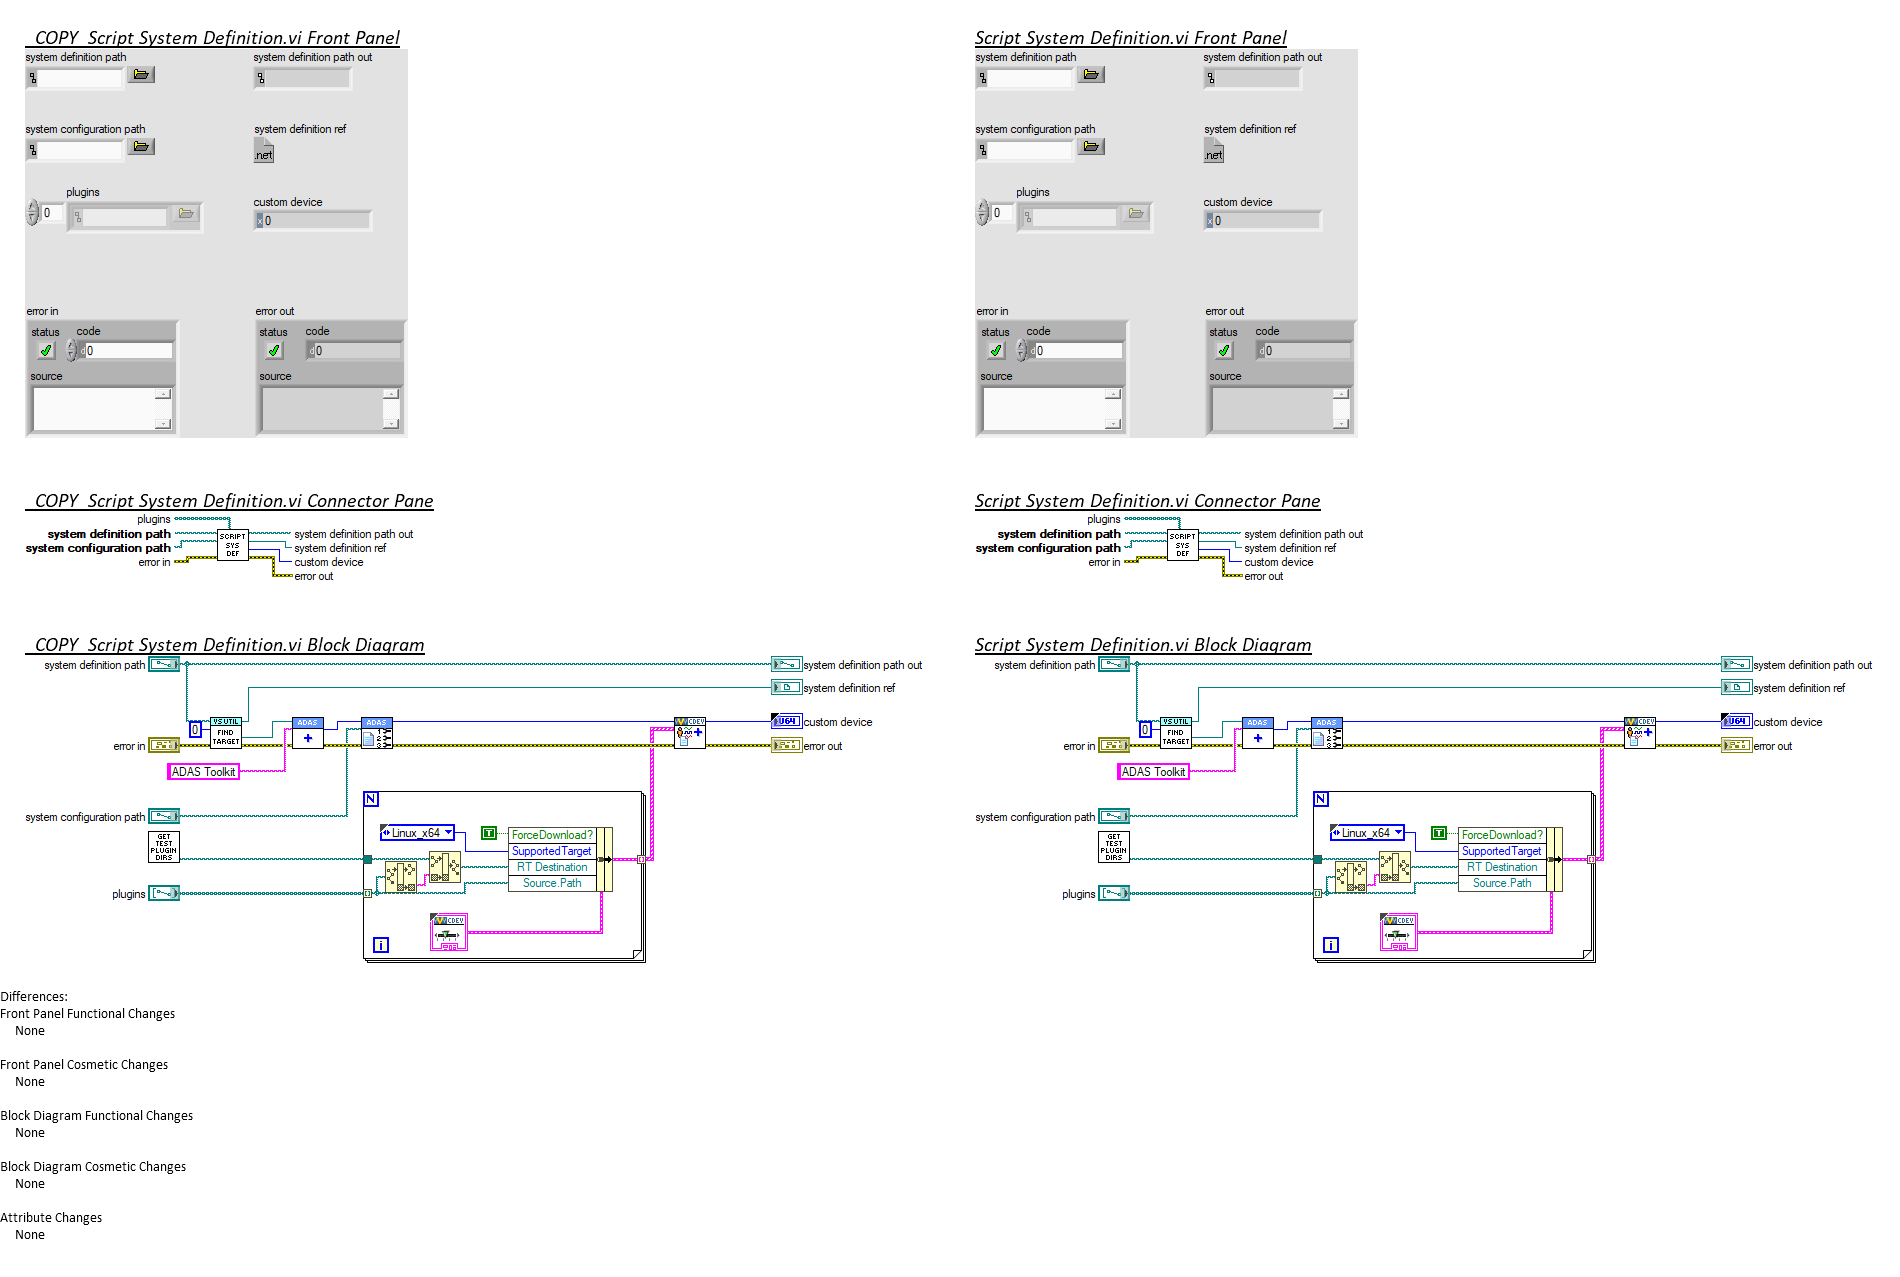 _COPY_Script System Definition.vi Front Panel
system definition path
system definition path out
system configuration path
system definition ref
.net
plugins
0
custom device
x 0
error in
error out
status
code
d 0
status
code
d 0
source
source
_COPY_Script System Definition.vi Connector Pane
plugins
system definition path
system configuration path
error in
SCRIPT
SYS
DEF
system definition path out
system definition ref
custom device
error out
_COPY_Script System Definition.vi Block Diagram
system definition path
system definition path out
system definition ref
0
VS UTIL
FIND
TARGET
ADAS
ADAS
1
2
3
CDEV
U64
custom device
error in
error out
ADAS Toolkit
system configuration path
GET
TEST
PLUGIN
DIRS
plugins
N
Linux_x64
T
ForceDownload?
SupportedTarget
RT Destination
Source.Path
CDEV
i
Script System Definition.vi Front Panel
system definition path
system definition path out
system configuration path
system definition ref
.net
plugins
0
custom device
x 0
error in
error out
status
code
d 0
status
code
d 0
source
source
Script System Definition.vi Connector Pane
plugins
system definition path
system configuration path
error in
SCRIPT
SYS
DEF
system definition path out
system definition ref
custom device
error out
Script System Definition.vi Block Diagram
system definition path
system definition path out
system definition ref
0
VS UTIL
FIND
TARGET
ADAS
ADAS
1
2
3
CDEV
U64
custom device
error in
error out
ADAS Toolkit
system configuration path
GET
TEST
PLUGIN
DIRS
plugins
N
Linux_x64
T
ForceDownload?
SupportedTarget
RT Destination
Source.Path
CDEV
i
Differences:
Front Panel Functional Changes
None
Front Panel Cosmetic Changes
None
Block Diagram Functional Changes
None
Block Diagram Cosmetic Changes
None
Attribute Changes
None